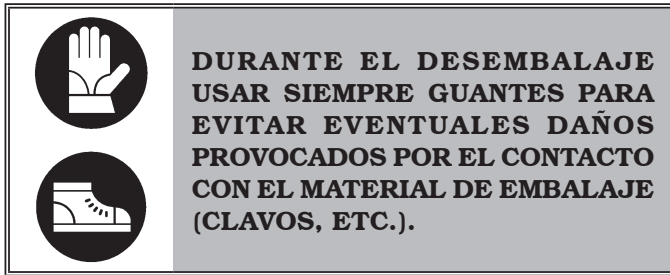 DURANTE EL DESEMBALAJE
USAR SIEMPRE GUANTES PARA
EVITAR EVENTUALES DAÑOS
PROVOCADOS POR EL CONTACTO
CON EL MATERIAL DE EMBALAJE
(CLAVOS, ETC.).